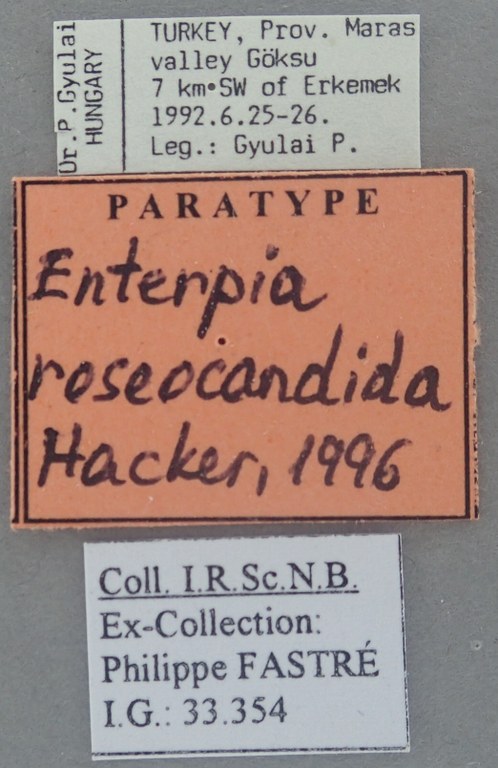 Dr.P.Gyulai
HUNGARY
TURKEY, Prov. Maras
valley Göksu
7 km SW of Erkemek
1992.6.25-26.
Leg.: Gyulai P.
PARATYPE
Enterpia
roseocandida
Hacker, 1996
Coll. I.R.Sc.N.B.
Ex-Collection:
Philippe FASTRÉ
I.G.: 33.354